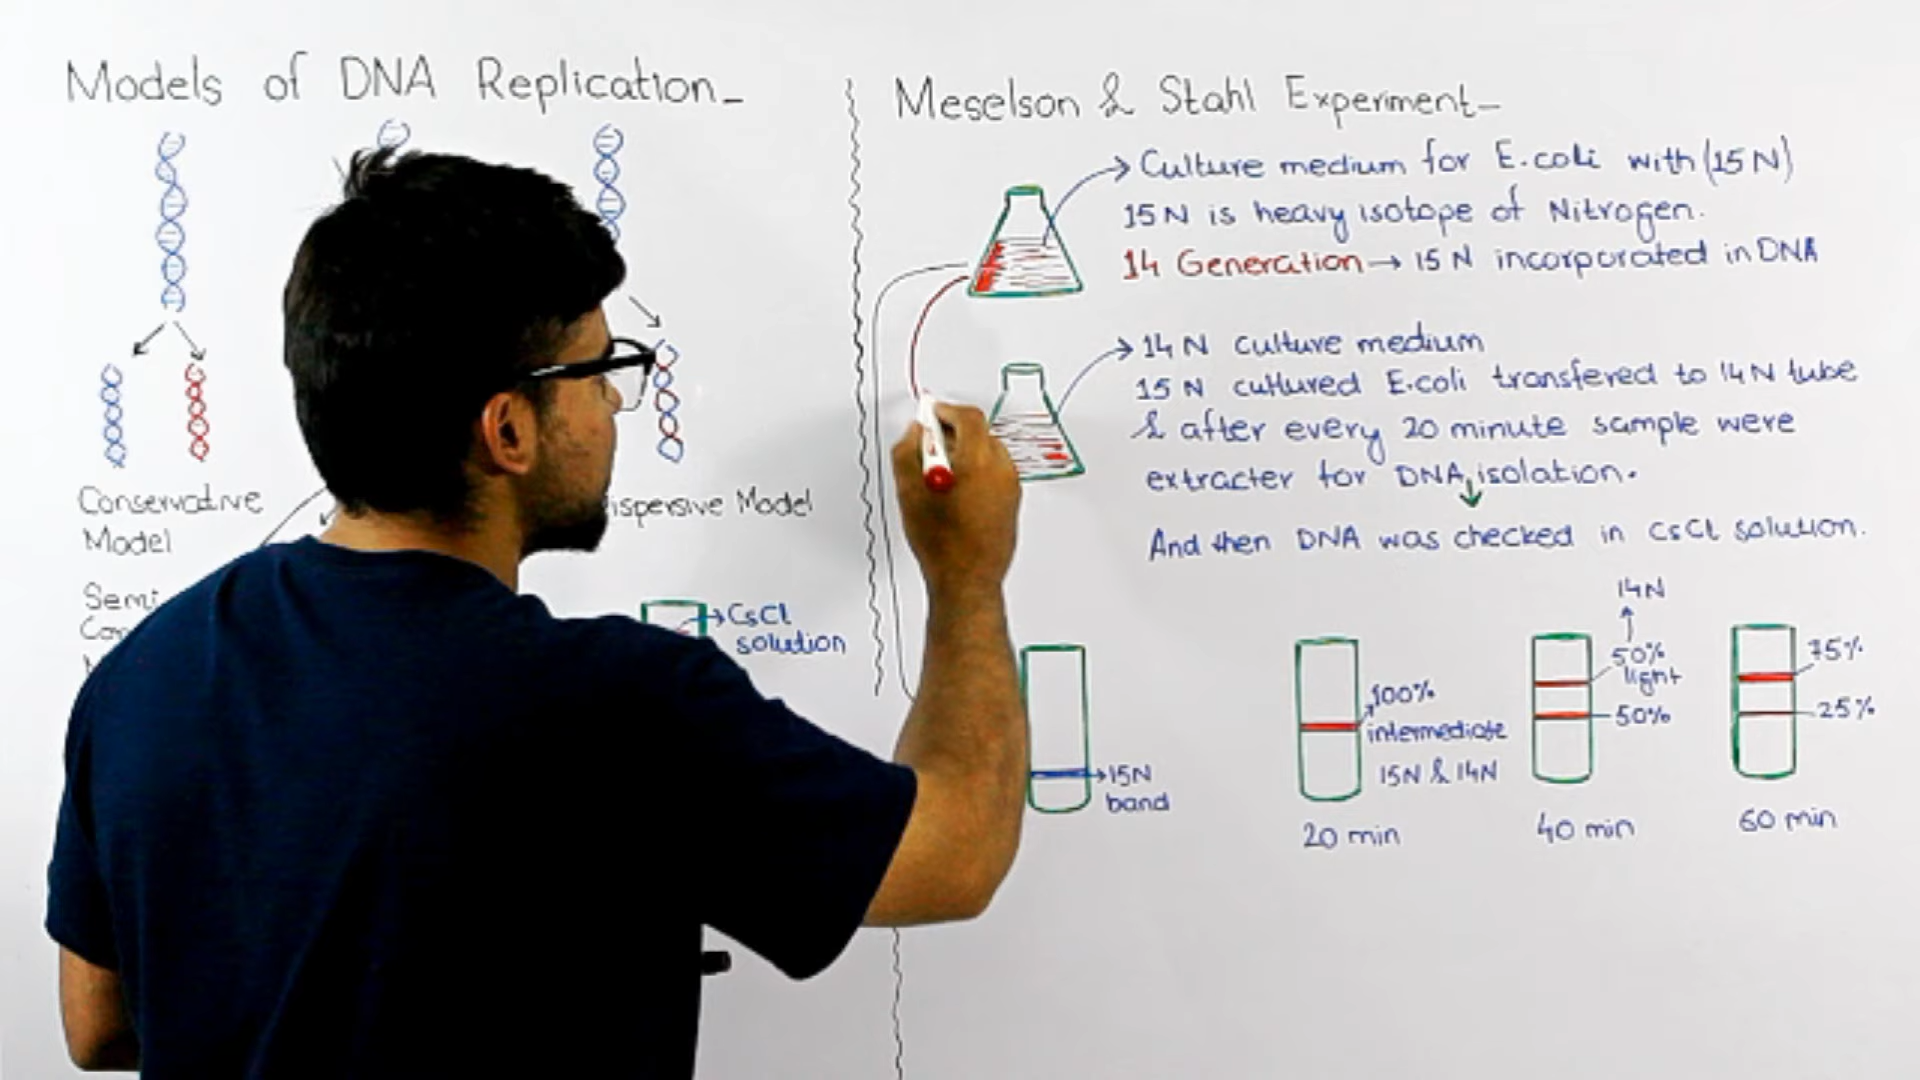 Models of DNA Replication_
Conservative
Model
ispersive Model
Semi
CsCl
solution
Meselson & Stahl Experiment_
Culture medium for E.coli with (15N)
15N is heavy isotope of Nitrogen.
14 Generation → 15N incorporated in DNA
14N culture medium
15N cultured E.coli transfered to 14N tube
& after every 20 minute sample were
extracter for DNA isolation.
And then DNA was checked in CsCl solution.
15N
band
100%
intermediate
15N & 14N
20 min
14N
50%
light
50%
40 min
75%
25%
60 min